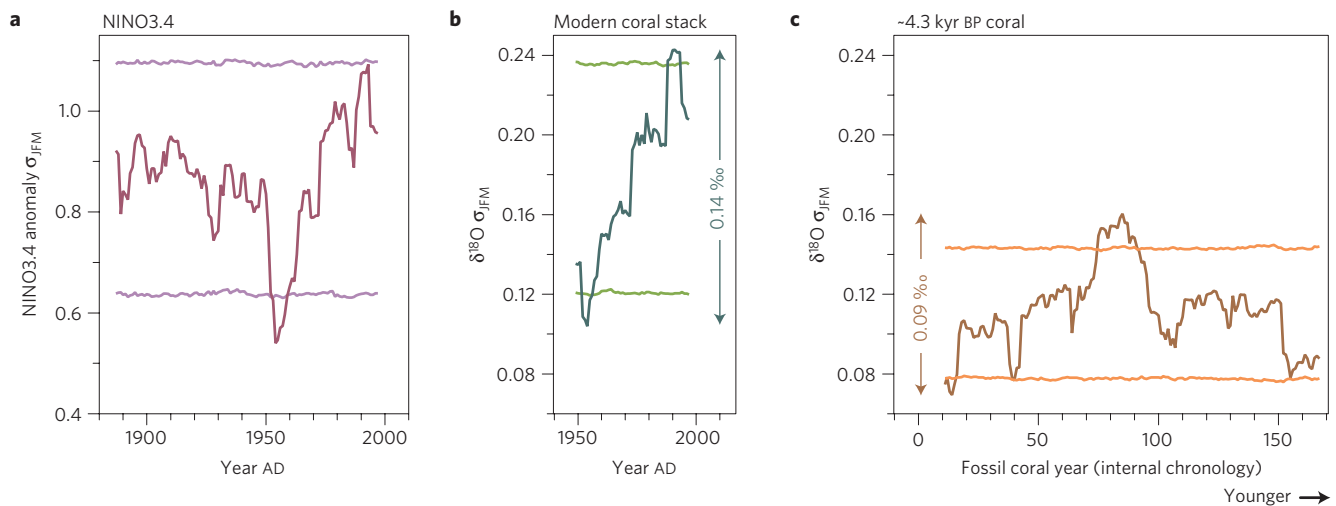 a
NINO3.4
NINO3.4 anomaly σJFM
1.0
0.8
0.6
0.4
1900
1950
2000
Year AD
b
Modern coral stack
δ18O σJFM
0.24
0.20
0.16
0.12
0.08
0.14 ‰
1950
2000
Year AD
c
~4.3 kyr BP coral
δ18O σJFM
0.24
0.20
0.16
0.12
0.08
0.09 ‰
0
50
100
150
Fossil coral year (internal chronology)
Younger →